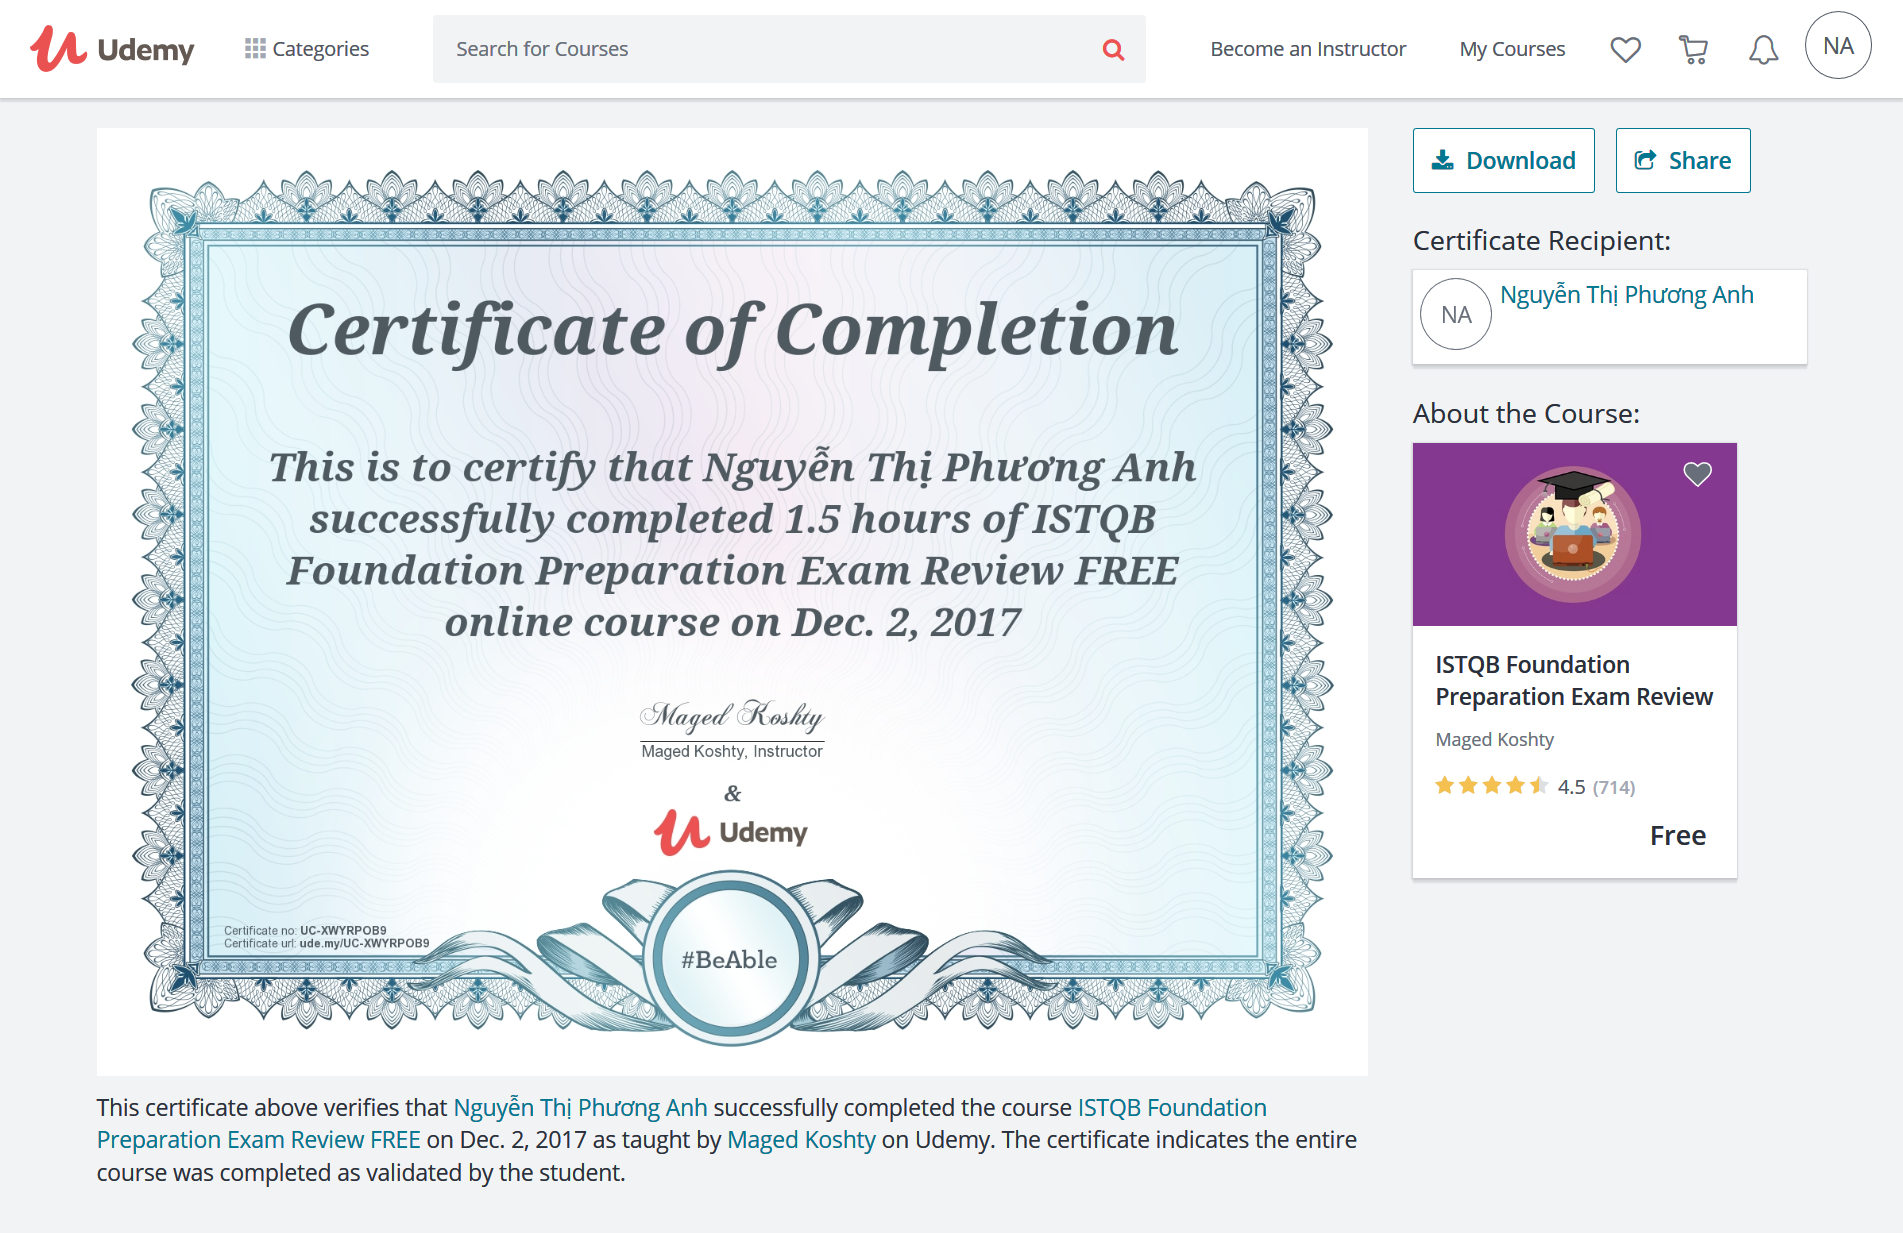 Udemy
Categories
Search for Courses
Become an Instructor
My Courses
NA
Certificate of Completion
This is to certify that Nguyễn Thị Phương Anh
successfully completed 1.5 hours of ISTQB
Foundation Preparation Exam Review FREE
online course on Dec. 2, 2017
Maged Koshty
Maged Koshty, Instructor
&
Udemy
#BeAble
Certificate no: UC-XWYRPOB9
Certificate url: ude.my/UC-XWYRPOB9
This certificate above verifies that Nguyễn Thị Phương Anh successfully completed the course ISTQB Foundation
Preparation Exam Review FREE on Dec. 2, 2017 as taught by Maged Koshty on Udemy. The certificate indicates the entire
course was completed as validated by the student.
Download
Share
Certificate Recipient:
NA
Nguyễn Thị Phương Anh
About the Course:
ISTQB Foundation
Preparation Exam Review
Maged Koshty
4.5 (714)
Free